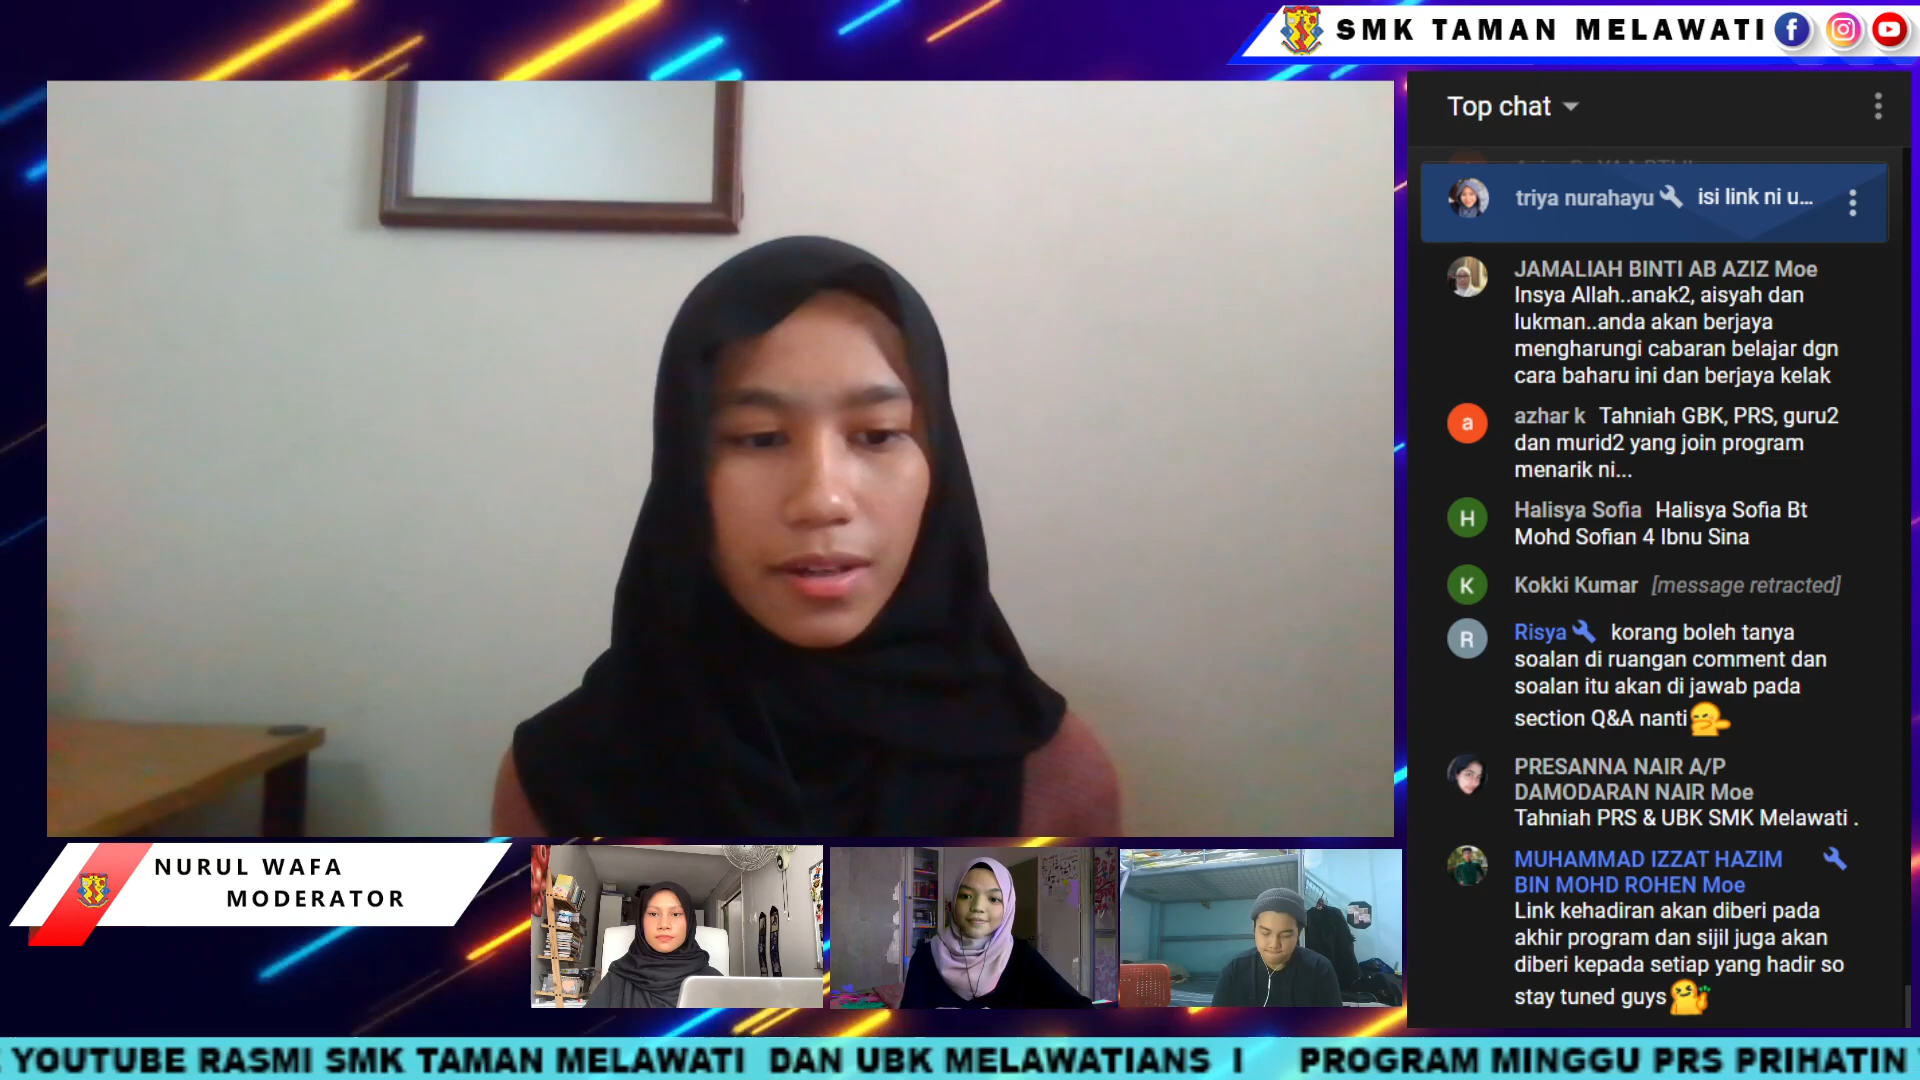 SMK TAMAN MELAWATI
Top chat
triya nurahayu isi link ni u...
JAMALIAH BINTI AB AZIZ Moe
Insya Allah..anak2, aisyah dan
lukman..anda akan berjaya
mengharungi cabaran belajar dgn
cara baharu ini dan berjaya kelak
a
azhar k Tahniah GBK, PRS, guru2
dan murid2 yang join program
menarik ni...
H
Halisya Sofia Halisya Sofia Bt
Mohd Sofian 4 Ibnu Sina
K
Kokki Kumar [message retracted]
R
Risya korang boleh tanya
soalan di ruangan comment dan
soalan itu akan di jawab pada
section Q&A nanti
PRESANNA NAIR A/P
DAMODARAN NAIR Moe
Tahniah PRS & UBK SMK Melawati .
MUHAMMAD IZZAT HAZIM
BIN MOHD ROHEN Moe
Link kehadiran akan diberi pada
akhir program dan sijil juga akan
diberi kepada setiap yang hadir so
stay tuned guys
NURUL WAFA
MODERATOR
YOUTUBE RASMI SMK TAMAN MELAWATI DAN UBK MELAWATIANS I PROGRAM MINGGU PRS PRIHATIN